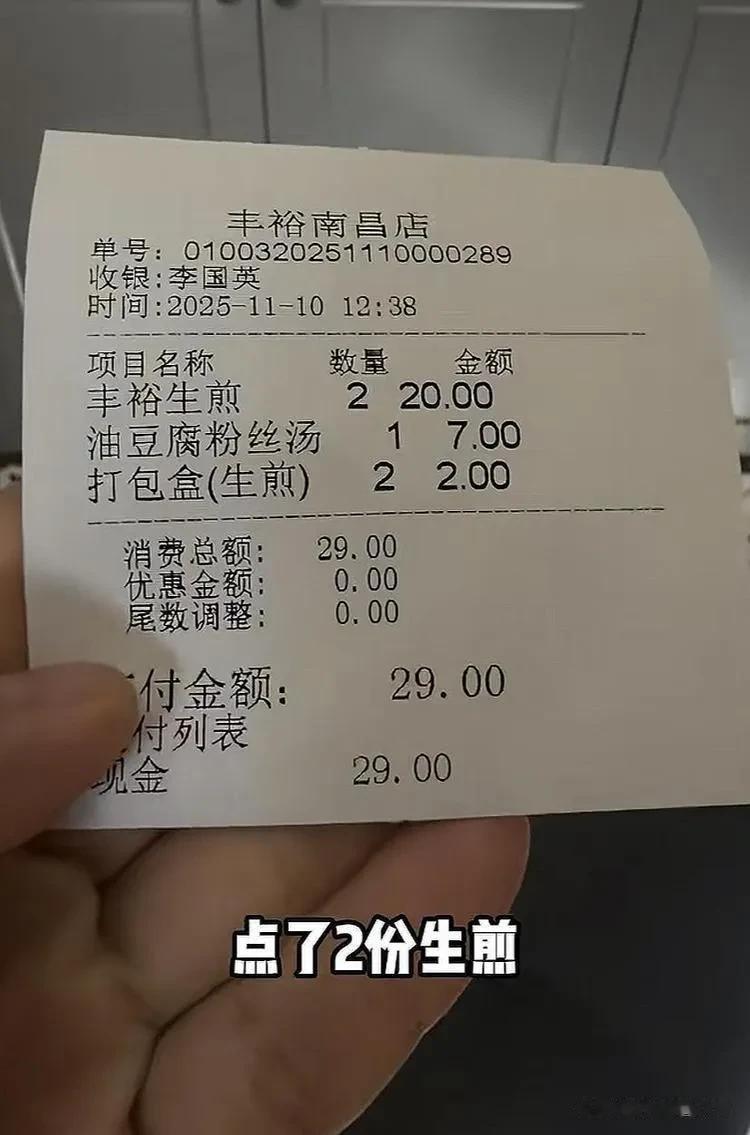 丰裕南昌店
单号: 01003202511110000289
收银:李国英
时间:2025-11-10 12:38
项目名称 数量 金额
丰裕生煎 2 20.00
油豆腐粉丝汤 1 7.00
打包盒(生煎) 2 2.00
消费总额: 29.00
优惠金额: 0.00
尾数调整: 0.00
付金额: 29.00
付列表
现金 29.00
点了2份生煎